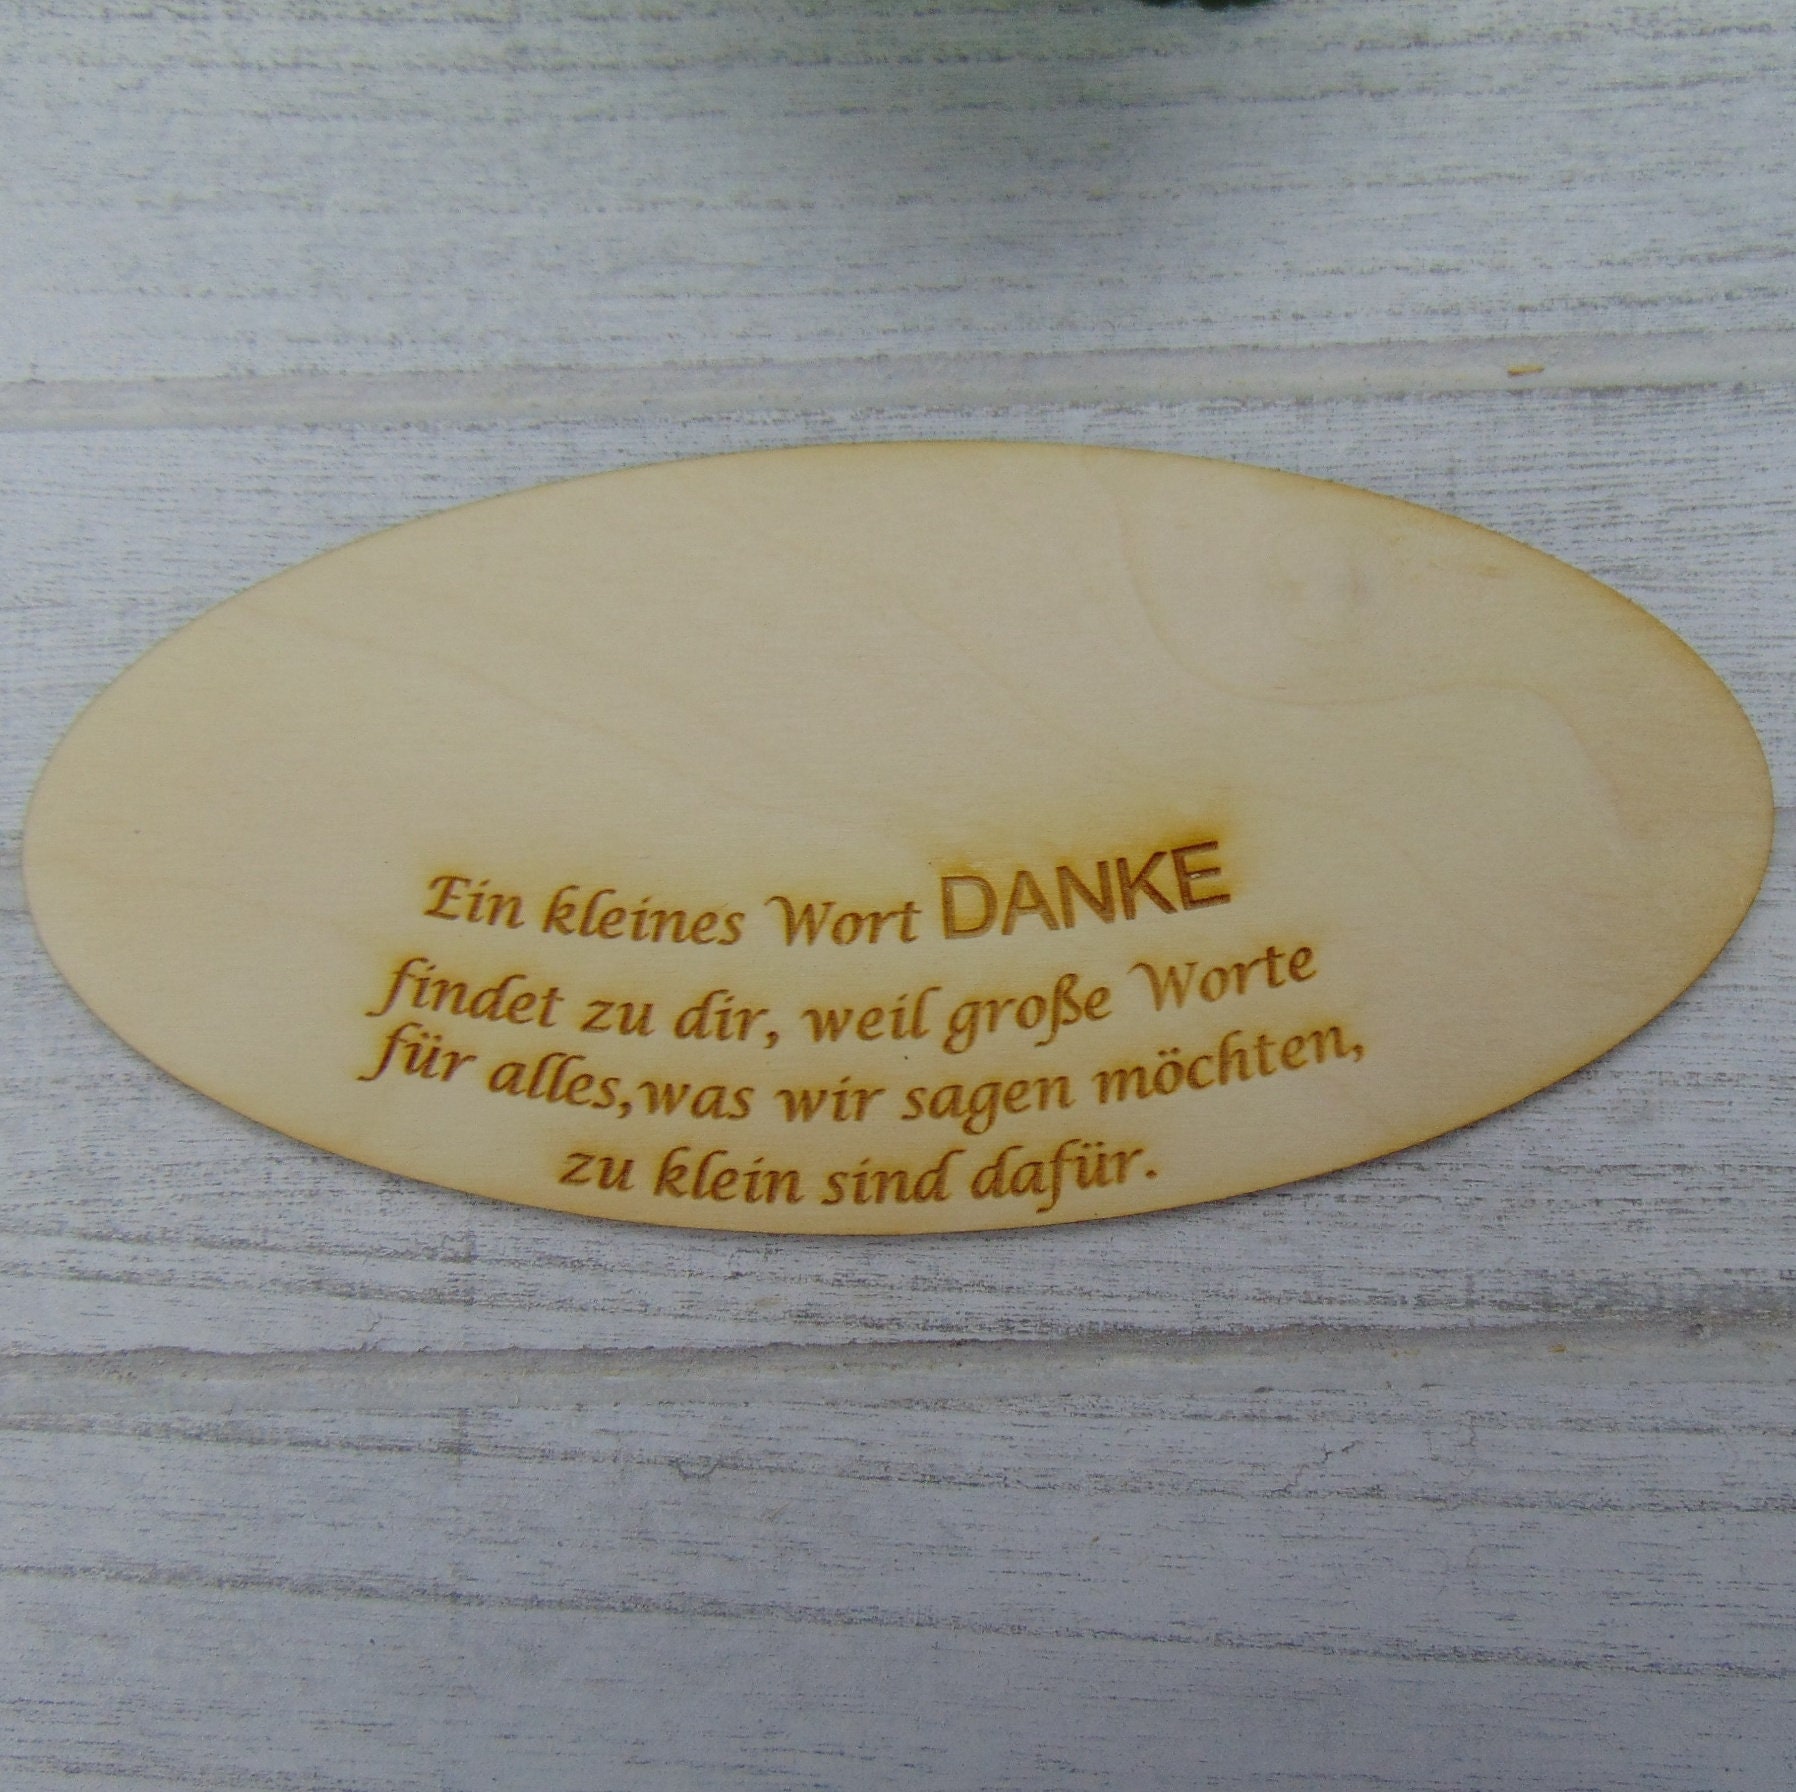 Ein kleines Wort DANKE
findet zu dir, weil große Worte
für alles,was wir sagen möchten,
zu klein sind dafür.